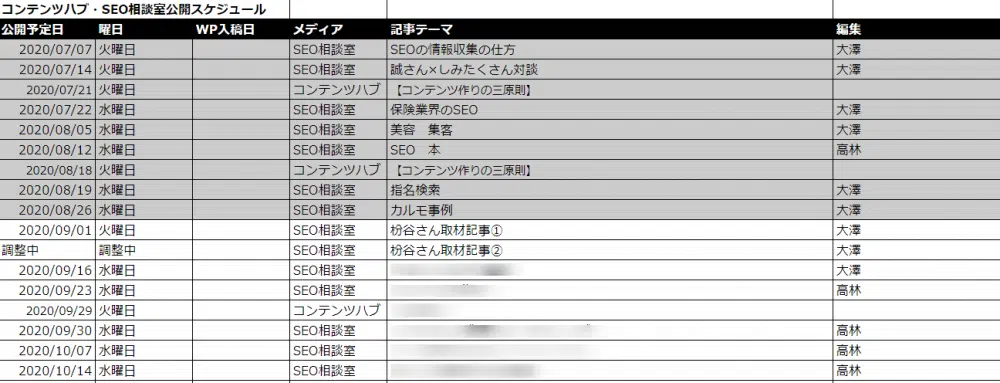 コンテンツハブ・SEO相談室公開スケジュール
公開予定日 曜日 WP入稿日 メディア 記事テーマ 編集
2020/07/07 火曜日 SEO相談室 SEOの情報収集の仕方 大澤
2020/07/14 火曜日 SEO相談室 誠さん×しみたくさん対談 大澤
2020/07/21 火曜日 コンテンツハブ 【コンテンツ作りの三原則】
2020/07/22 水曜日 SEO相談室 保険業界のSEO 大澤
2020/08/05 水曜日 SEO相談室 美容　集客 大澤
2020/08/12 水曜日 SEO相談室 SEO　本 高林
2020/08/18 火曜日 コンテンツハブ 【コンテンツ作りの三原則】
2020/08/19 水曜日 SEO相談室 指名検索 大澤
2020/08/26 水曜日 SEO相談室 カルモ事例 大澤
2020/09/01 火曜日 SEO相談室 枌谷さん取材記事① 大澤
調整中 調整中 SEO相談室 枌谷さん取材記事② 大澤
2020/09/16 水曜日 SEO相談室 大澤
2020/09/23 水曜日 SEO相談室 高林
2020/09/29 火曜日 コンテンツハブ
2020/09/30 水曜日 SEO相談室 高林
2020/10/07 水曜日 SEO相談室 高林
2020/10/14 水曜日 SEO相談室 高林